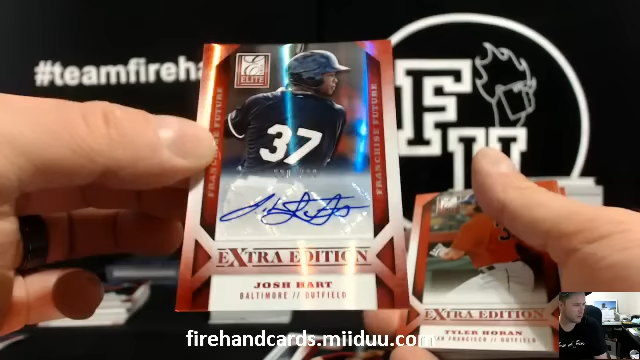 #teamfireha
ELITE
FRANCHISE FUTURE
FRANCHISE FUTURE
37
EXTRA EDITION
JOSH HART
BALTIMORE // OUTFIELD
EXTRA EDITION
TYLER HORAN
SAN FRANCISCO // OUTFIELD
firehandcards.miiduu.com